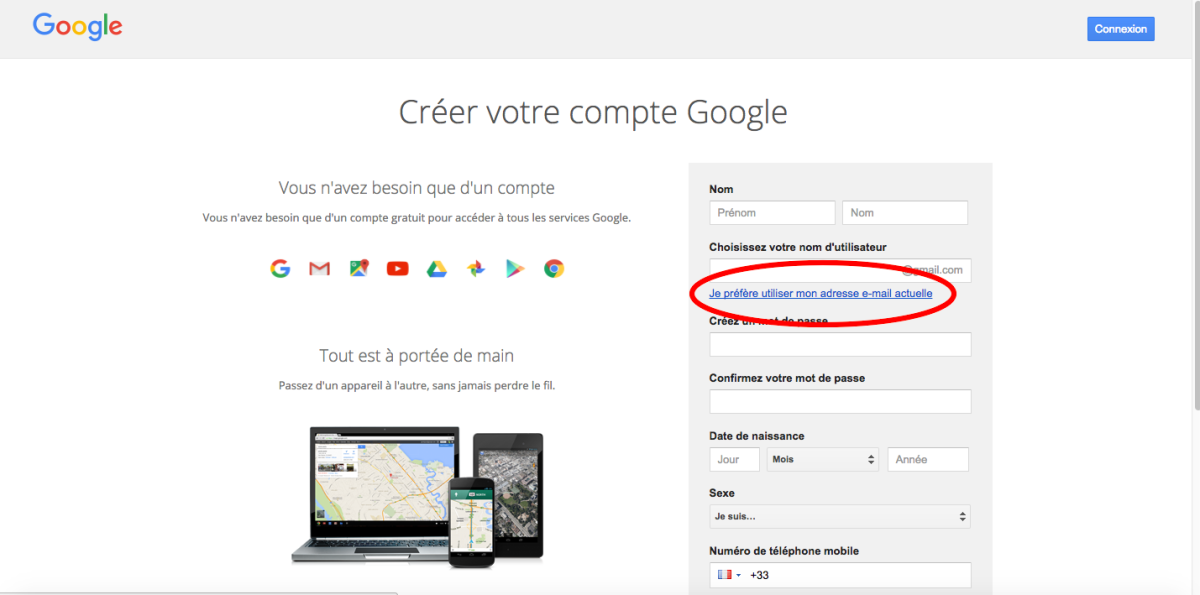 Google
Connexion
Créer votre compte Google
Vous n'avez besoin que d'un compte
Vous n'avez besoin que d'un compte gratuit pour accéder à tous les services Google.
Tout est à portée de main
Passez d'un appareil à l'autre, sans jamais perdre le fil.
Nom
Prénom Nom
Choisissez votre nom d'utilisateur
@gmail.com
Je préfère utiliser mon adresse e-mail actuelle
Créez un mot de passe
Confirmez votre mot de passe
Date de naissance
Jour Mois Année
Sexe
Je suis...
Numéro de téléphone mobile
+33